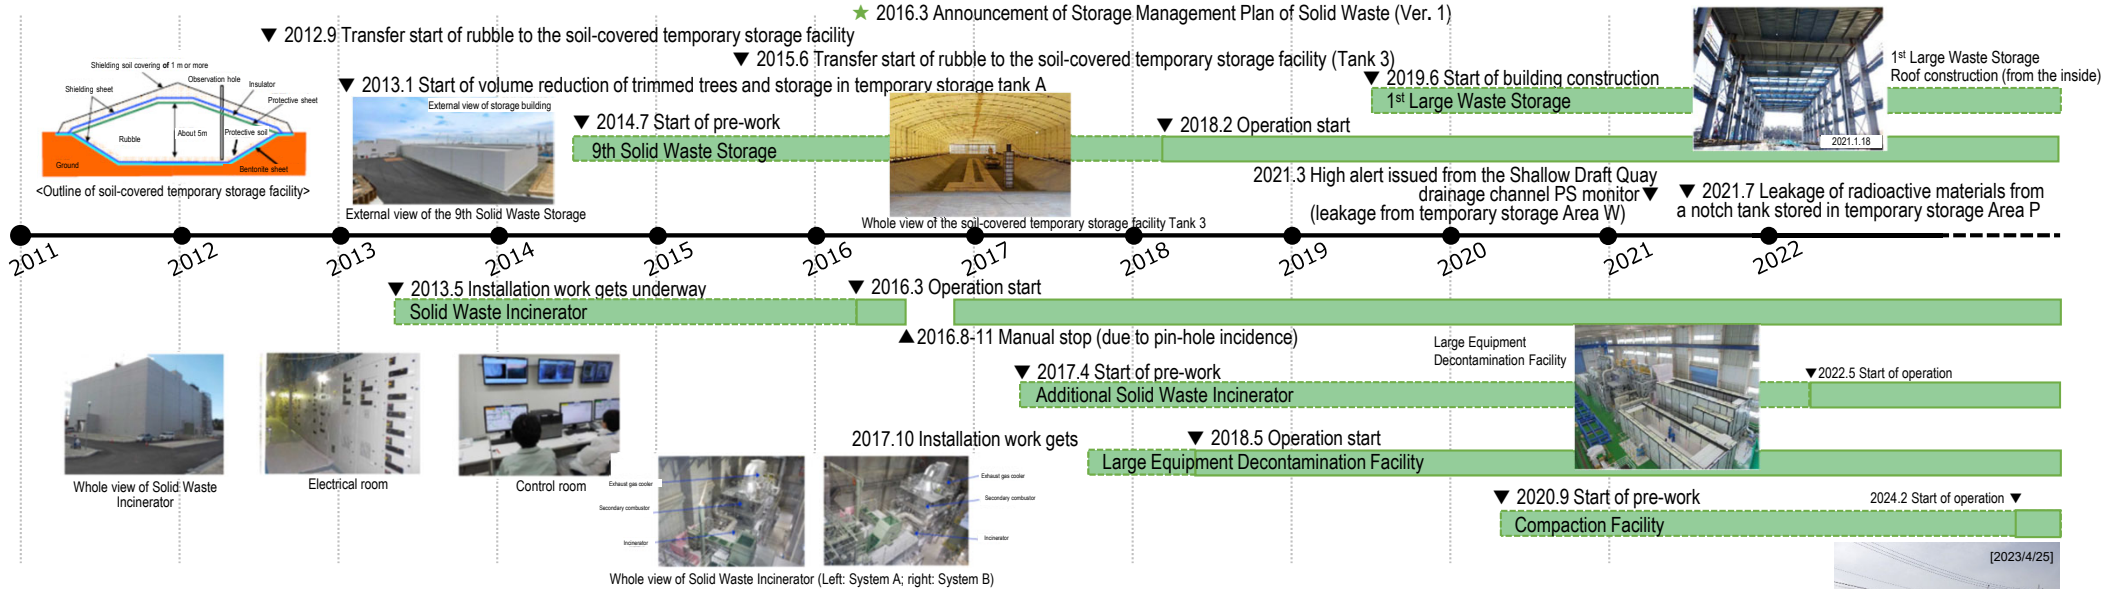 ★ 2016.3 Announcement of Storage Management Plan of Solid Waste (Ver. 1)
▼ 2012.9 Transfer start of rubble to the soil-covered temporary storage facility
▼ 2015.6 Transfer start of rubble to the soil-covered temporary storage facility (Tank 3)
▼ 2013.1 Start of volume reduction of trimmed trees and storage in temporary storage tank A
Shielding soil covering of 1 m or more
Observation hole
Shielding sheet
Insulator
Protective sheet
Rubble
About 5m
Protective soil
Ground
Bentonite sheet
<Outline of soil-covered temporary storage facility>
External view of storage building
External view of the 9th Solid Waste Storage
▼ 2014.7 Start of pre-work
9th Solid Waste Storage
▼ 2018.2 Operation start
Whole view of the soil-covered temporary storage facility Tank 3
▼ 2019.6 Start of building construction
1st Large Waste Storage
2021.1.18
1st Large Waste Storage
Roof construction (from the inside)
2021.3 High alert issued from the Shallow Draft Quay
drainage channel PS monitor ▼
(leakage from temporary storage Area W)
▼ 2021.7 Leakage of radioactive materials from
a notch tank stored in temporary storage Area P
2011
2012
2013
2014
2015
2016
2017
2018
2019
2020
2021
2022
▼ 2013.5 Installation work gets underway
Solid Waste Incinerator
▼ 2016.3 Operation start
▲ 2016.8-11 Manual stop (due to pin-hole incidence)
▼ 2017.4 Start of pre-work
Additional Solid Waste Incinerator
▼ 2022.5 Start of operation
Large Equipment
Decontamination Facility
2017.10 Installation work gets
▼ 2018.5 Operation start
Large Equipment Decontamination Facility
▼ 2020.9 Start of pre-work
Compaction Facility
2024.2 Start of operation ▼
[2023/4/25]
Whole view of Solid Waste
Incinerator
Electrical room
Control room
Exhaust gas cooler
Secondary combustor
Incinerator
Exhaust gas cooler
Secondary combustor
Incinerator
Whole view of Solid Waste Incinerator (Left: System A; right: System B)